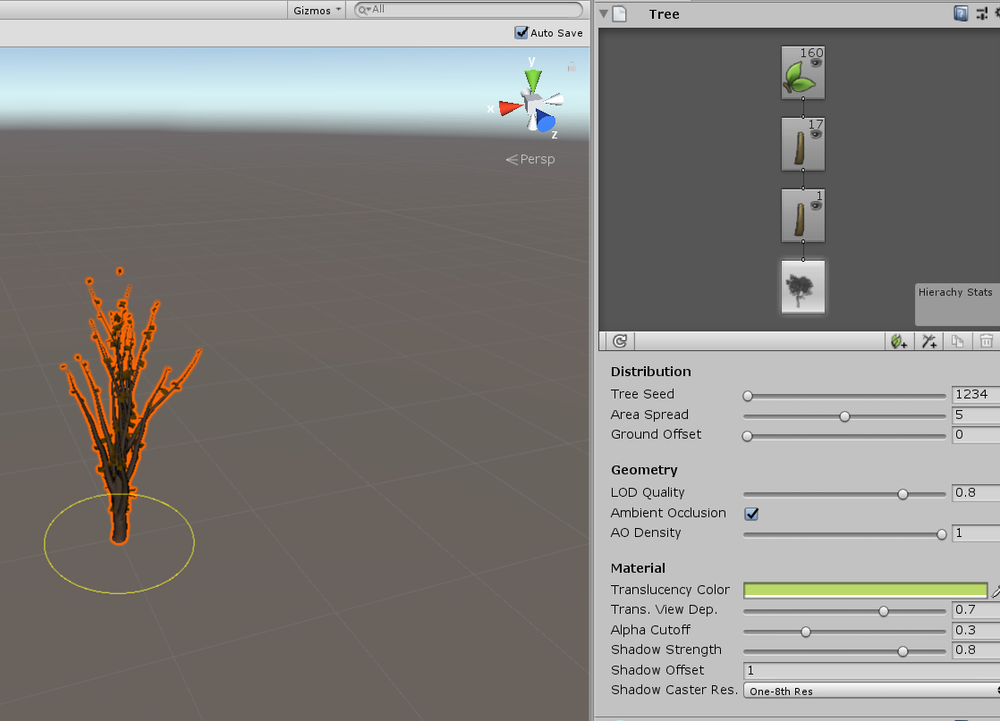 Gizmos
All
Auto Save
y
x
z
Persp
Tree
160
17
1
Hierachy Stats
Distribution
Tree Seed 1234
Area Spread 5
Ground Offset 0
Geometry
LOD Quality 0.8
Ambient Occlusion
AO Density 1
Material
Translucency Color
Trans. View Dep. 0.7
Alpha Cutoff 0.3
Shadow Strength 0.8
Shadow Offset 1
Shadow Caster Res. One-8th Res